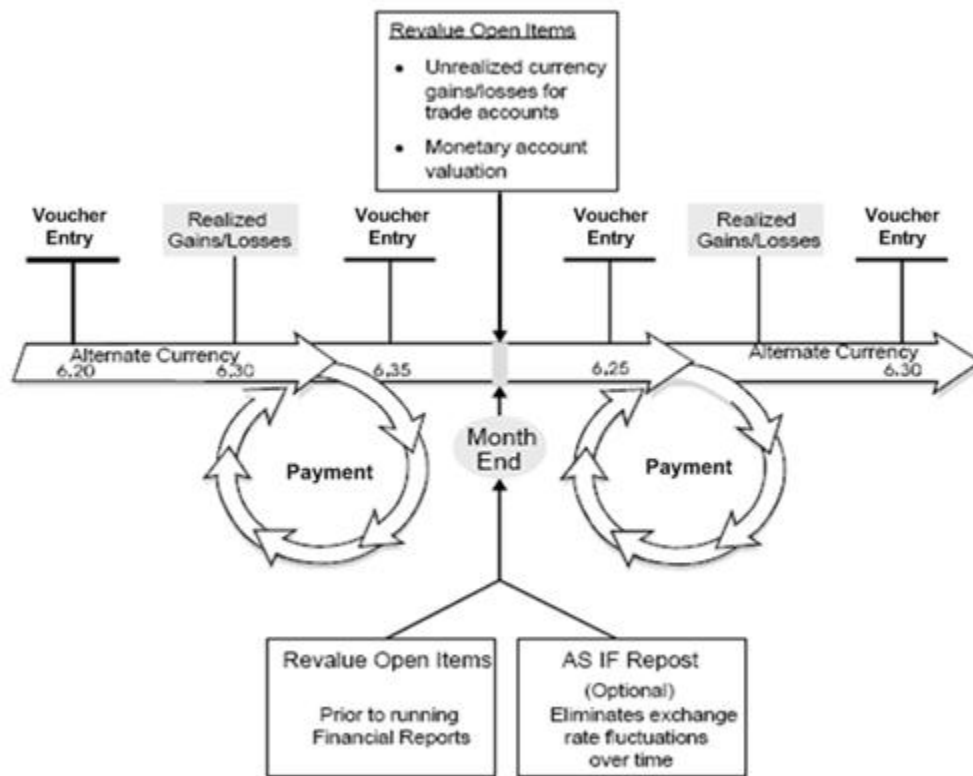 Revalue Open Items
• Unrealized currency
gains/losses for
trade accounts
• Monetary account
valuation
Voucher
Entry
Realized
Gains/Losses
Voucher
Entry
Voucher
Entry
Realized
Gains/Losses
Voucher
Entry
Alternate Currency
6.20
6.30
6.35
6.25
Alternate Currency
6.30
Payment
Month
End
Payment
Revalue Open Items
Prior to running
Financial Reports
AS IF Repost
(Optional)
Eliminates exchange
rate fluctuations
over time